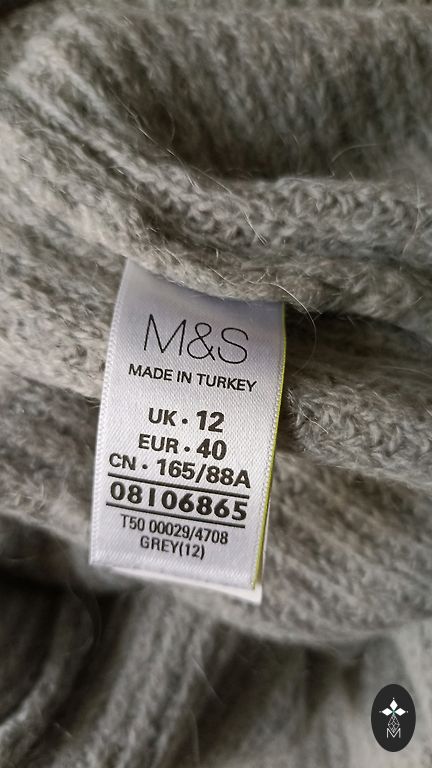 M&S
MADE IN TURKEY
UK · 12
EUR · 40
CN · 165/88A
08106865
T50 00029/4708
GREY(12)
M